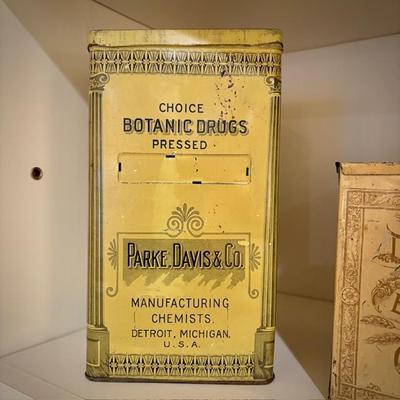 CHOICE
BOTANIC DRUGS
PRESSED
PARKE, DAVIS & CO.
MANUFACTURING
CHEMISTS.
DETROIT, MICHIGAN,
U.S.A.